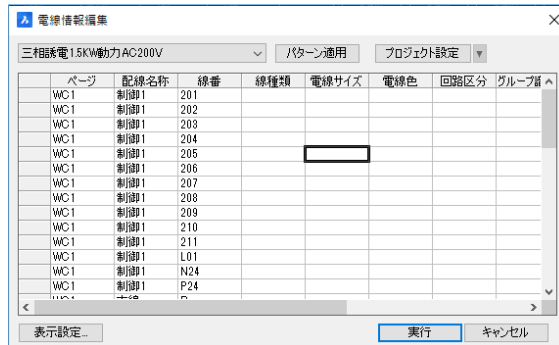 電線情報編集
三相誘電1.5KW動力AC200V パターン適用 プロジェクト設定
ページ 配線名称 線番 線種類 電線サイズ 電線色 回路区分 グループ
WC1 制御1 201
WC1 制御1 202
WC1 制御1 203
WC1 制御1 204
WC1 制御1 205
WC1 制御1 206
WC1 制御1 207
WC1 制御1 208
WC1 制御1 209
WC1 制御1 210
WC1 制御1 211
WC1 制御1 L01
WC1 制御1 N24
WC1 制御1 P24
表示設定... 実行 キャンセル